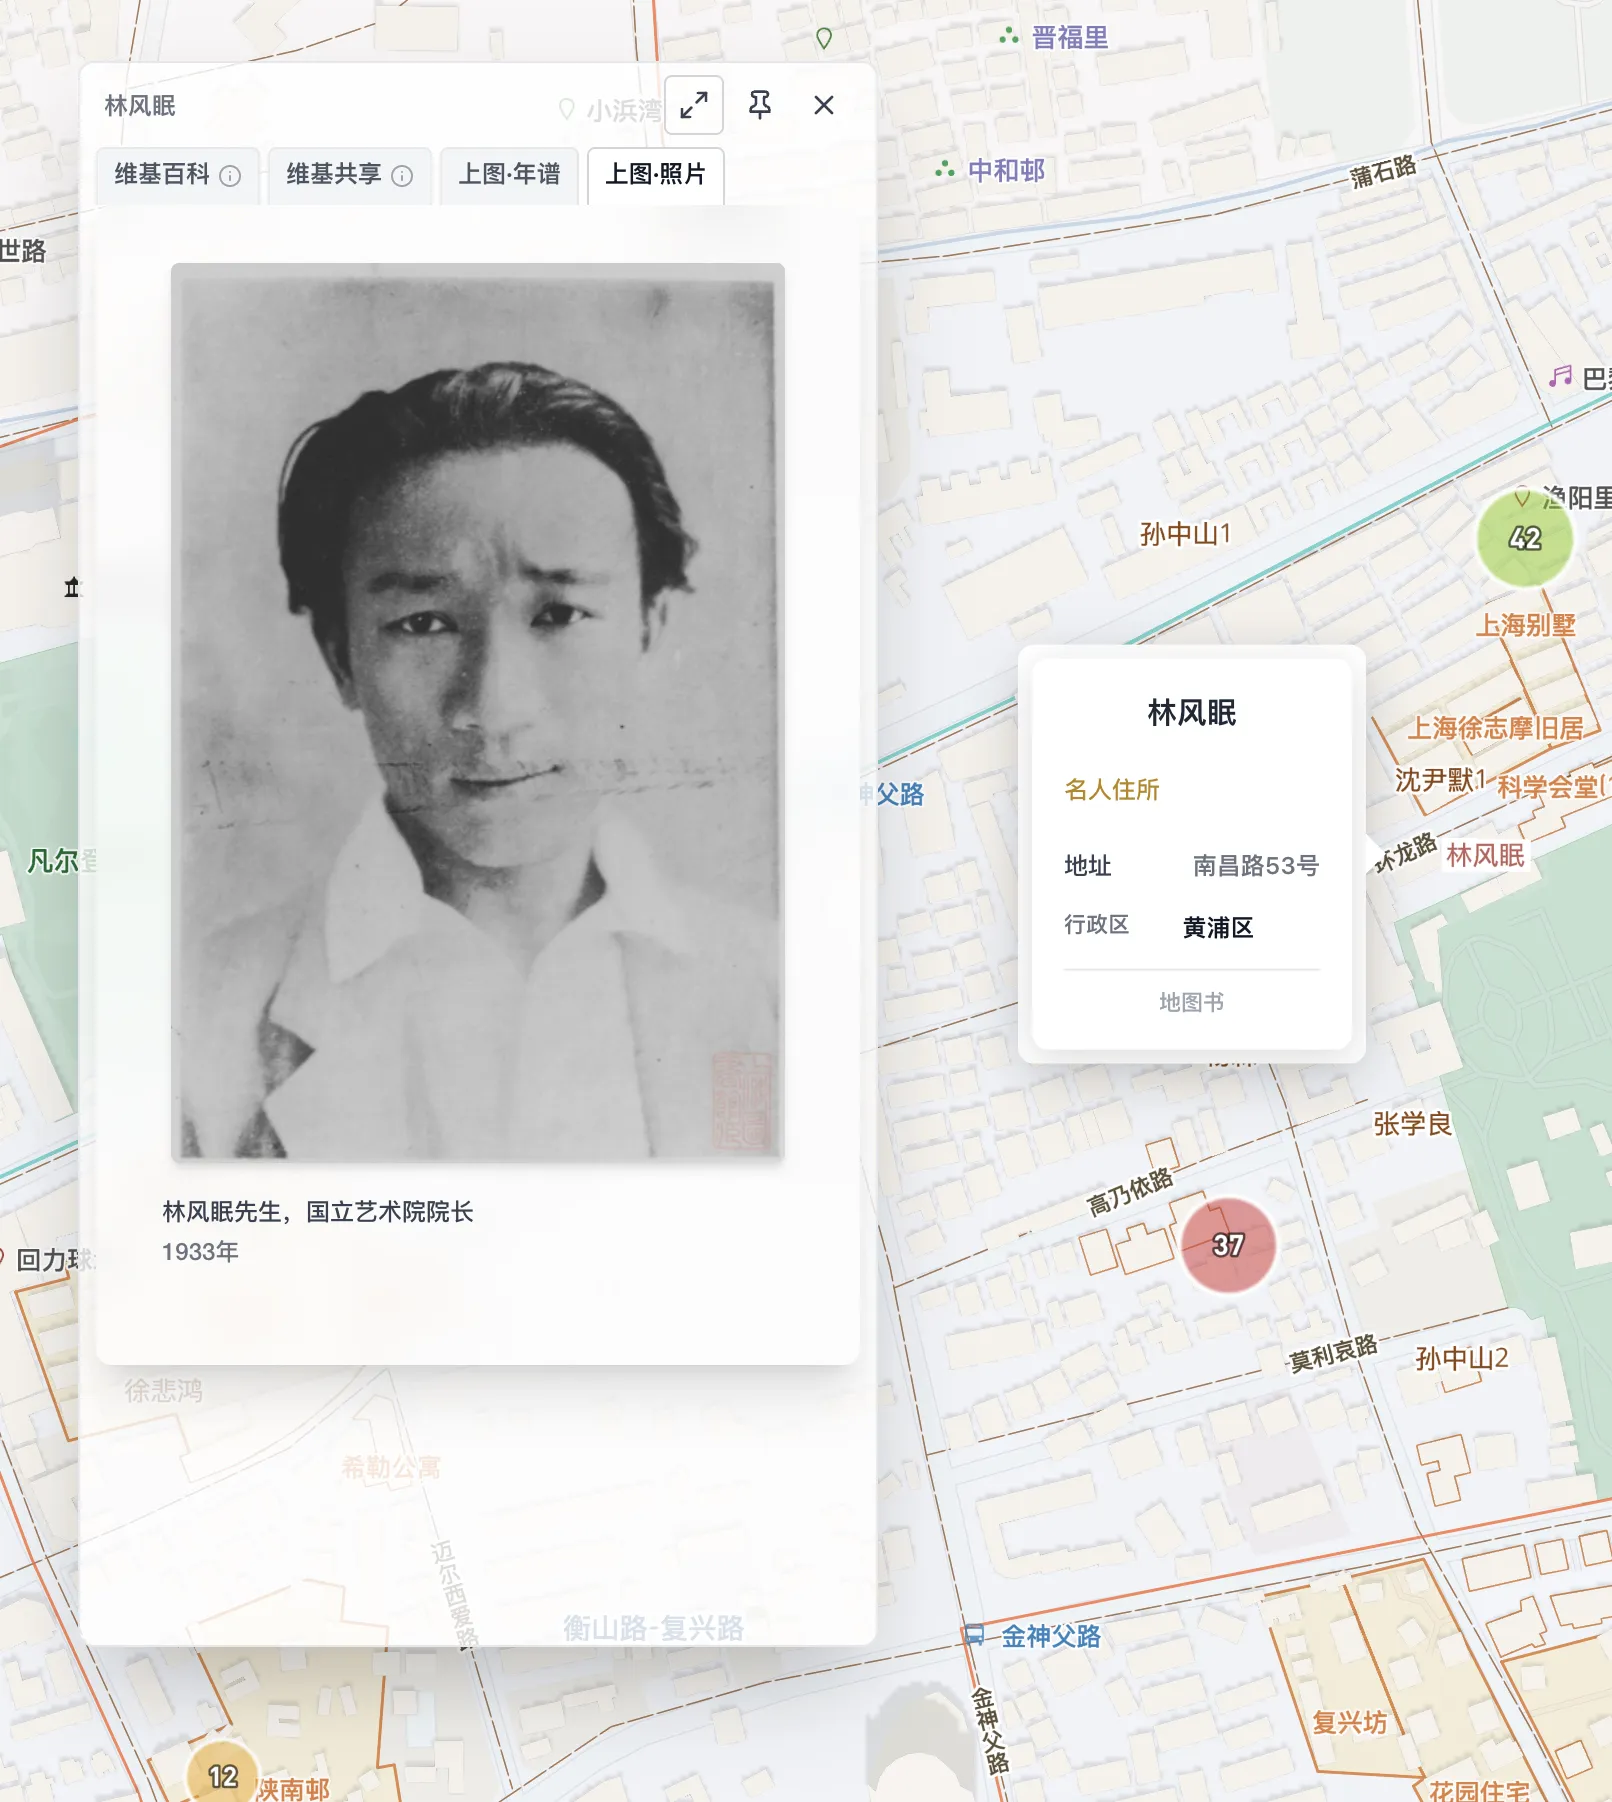 晋福里
林风眠
小浜湾
维基百科
维基共享
上图·年谱
上图·照片
中和邨
蒲石路
世路
孙中山1
42
上海别墅
林风眠
上海徐志摩旧居
名人住所
沈尹默1
科学会堂
父路
环龙路
林风眠
凡尔登
地址
南昌路53号
行政区
黄浦区
地图书
张学良
高乃依路
林风眠先生，国立艺术院院长
1933年
37
回力球
莫利哀路
孙中山2
徐悲鸿
希勒公寓
迈尔西爱路
衡山路-复兴路
金神父路
金神父路
复兴坊
12
陕南邨
花园住宅
渔阳里